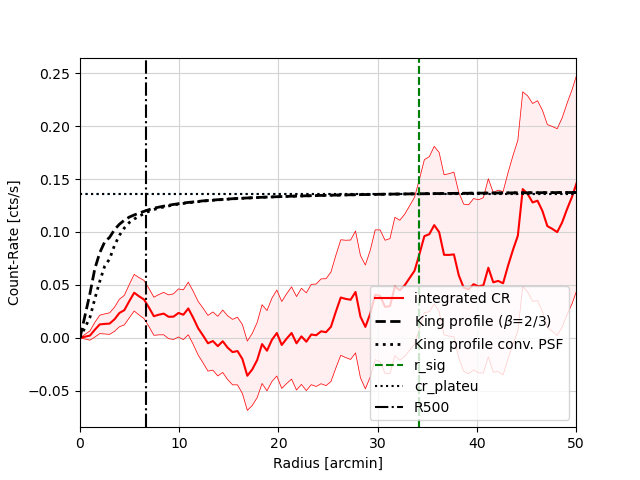 0.25
0.20
0.15
0.10
0.05
0.00
−0.05
Count-Rate [cts/s]
integrated CR
King profile (β=2/3)
King profile conv. PSF
r_sig
cr_plateu
R500
0 10 20 30 40 50
Radius [arcmin]